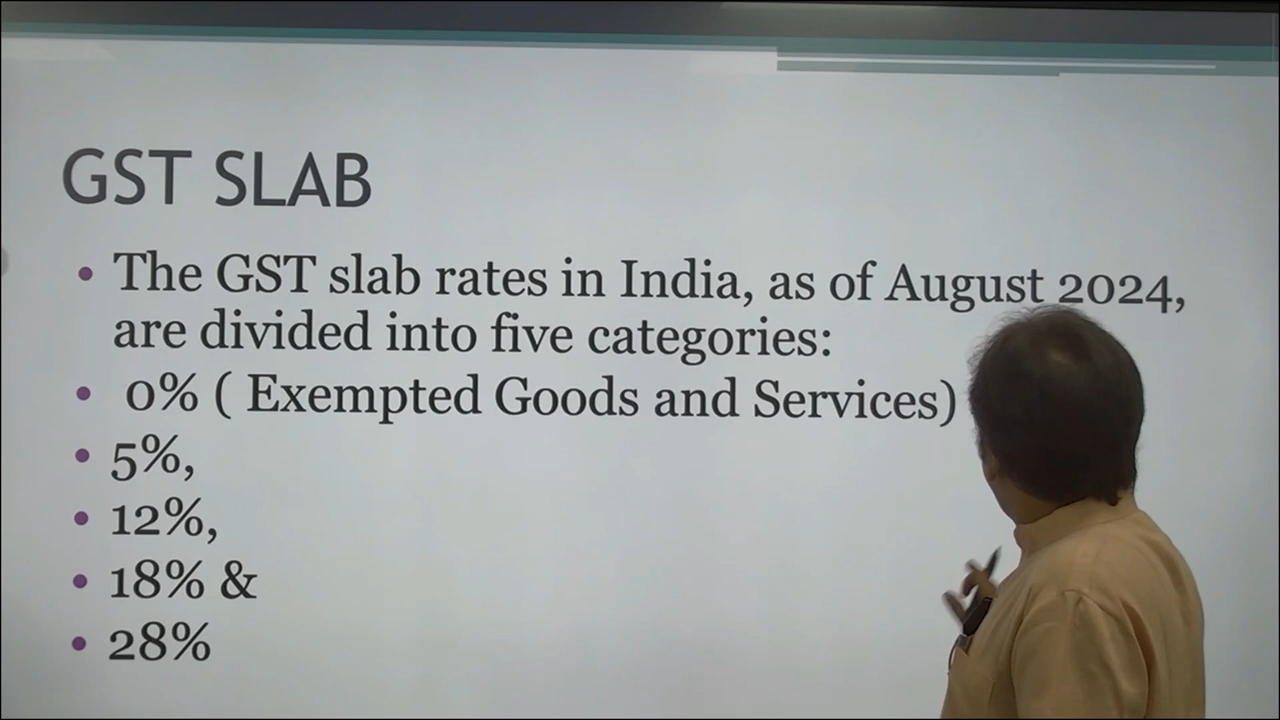 GST SLAB
• The GST slab rates in India, as of August 2024,
are divided into five categories:
• 0% ( Exempted Goods and Services)
• 5%,
• 12%,
• 18% &
• 28%